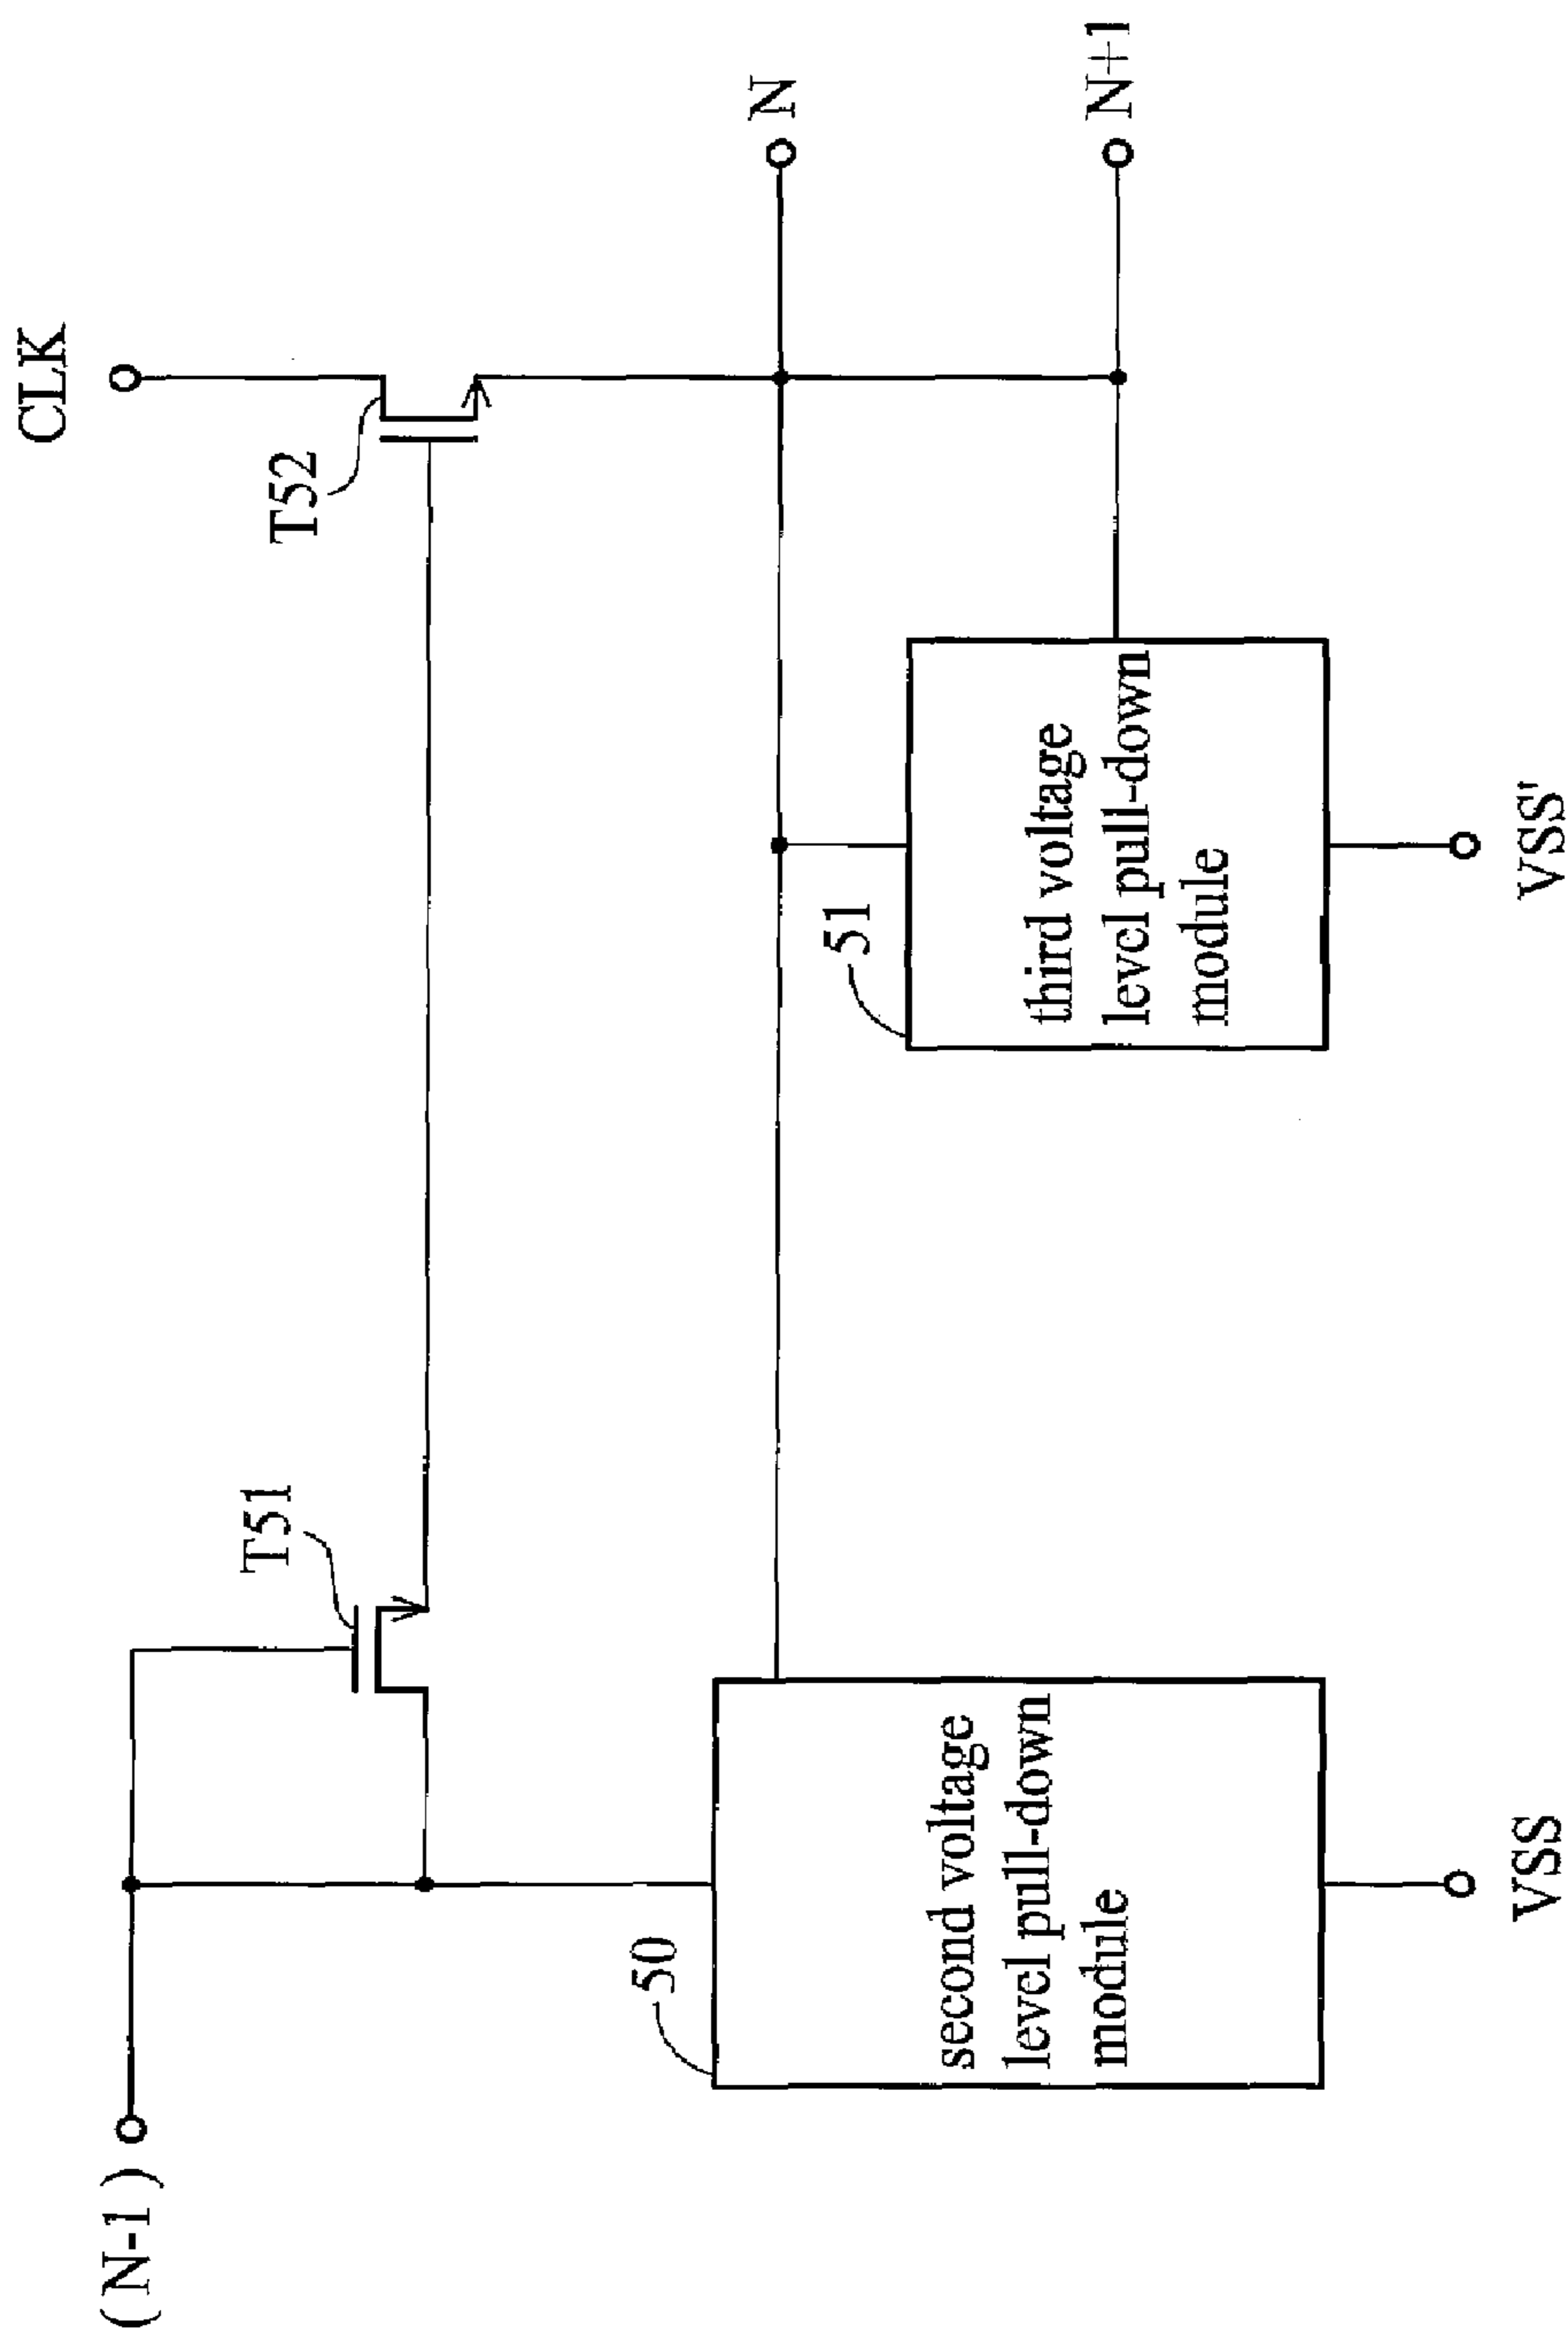 CLK
T52
N
N+1
T51
(N-1)
50
second voltage
level pull-down
module
51
third voltage
level pull-down
module
VSS
VSS'